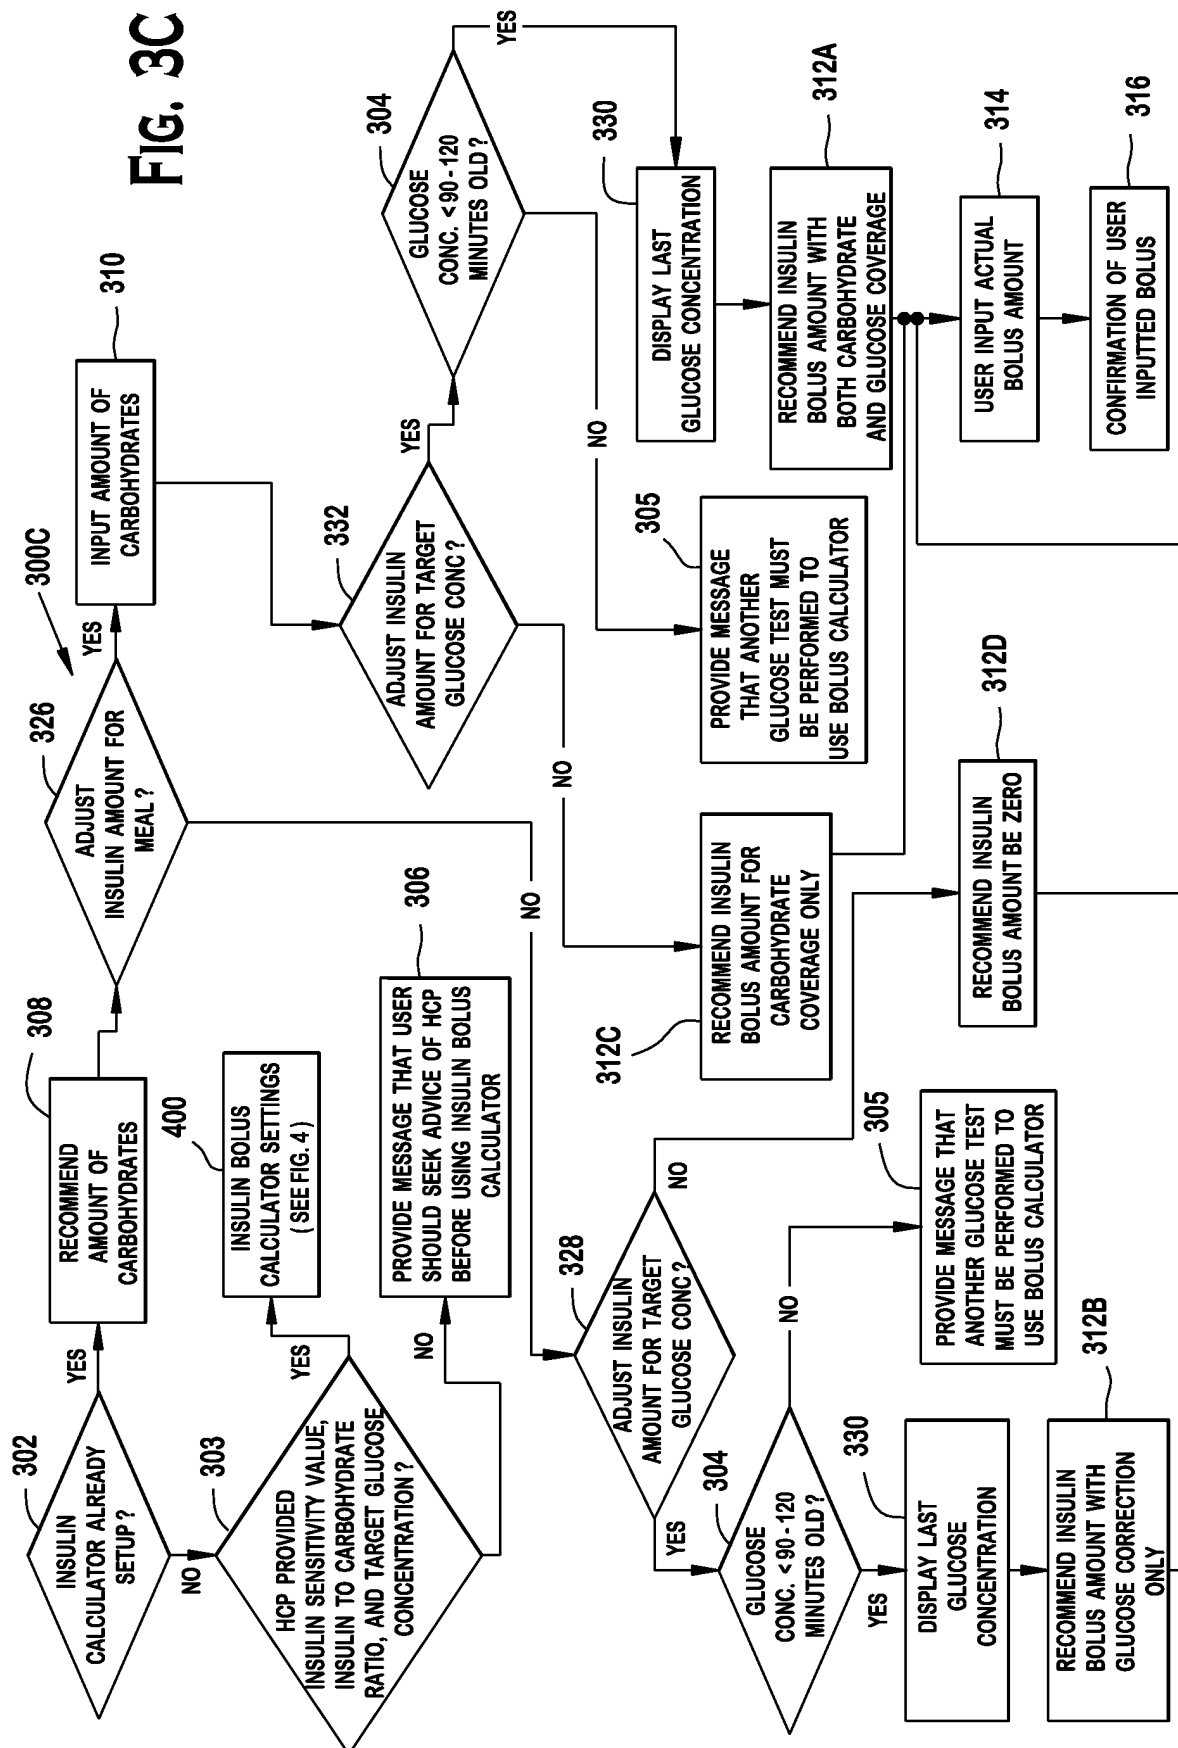 FIG. 3C
300C
302
INSULIN
CALCULATOR ALREADY
SETUP?
YES
NO
308
RECOMMEND
AMOUNT OF
CARBOHYDRATES
326
ADJUST
INSULIN AMOUNT FOR
MEAL?
YES
NO
310
INPUT AMOUNT OF
CARBOHYDRATES
303
HCP PROVIDED
INSULIN SENSITIVITY VALUE,
INSULIN TO CARBOHYDRATE
RATIO, AND TARGET GLUCOSE
CONCENTRATION?
YES
NO
400
INSULIN BOLUS
CALCULATOR SETTINGS
(SEE FIG. 4)
306
PROVIDE MESSAGE THAT USER
SHOULD SEEK ADVICE OF HCP
BEFORE USING INSULIN BOLUS
CALCULATOR
332
ADJUST INSULIN
AMOUNT FOR TARGET
GLUCOSE CONC?
YES
NO
304
GLUCOSE
CONC. <90-120
MINUTES OLD?
YES
NO
328
ADJUST INSULIN
AMOUNT FOR TARGET
GLUCOSE CONC?
YES
NO
312C
RECOMMEND INSULIN
BOLUS AMOUNT FOR
CARBOHYDRATE
COVERAGE ONLY
305
PROVIDE MESSAGE
THAT ANOTHER
GLUCOSE TEST MUST
BE PERFORMED TO
USE BOLUS CALCULATOR
330
DISPLAY LAST
GLUCOSE CONCENTRATION
304
GLUCOSE
CONC. <90-120
MINUTES OLD?
YES
NO
312A
RECOMMEND INSULIN
BOLUS AMOUNT WITH
BOTH CARBOHYDRATE
AND GLUCOSE COVERAGE
330
DISPLAY LAST
GLUCOSE
CONCENTRATION
305
PROVIDE MESSAGE THAT
ANOTHER GLUCOSE TEST
MUST BE PERFORMED TO
USE BOLUS CALCULATOR
312D
RECOMMEND INSULIN
BOLUS AMOUNT BE ZERO
314
USER INPUT ACTUAL
BOLUS AMOUNT
312B
RECOMMEND INSULIN
BOLUS AMOUNT WITH
GLUCOSE CORRECTION
ONLY
316
CONFIRMATION OF USER
INPUTTED BOLUS